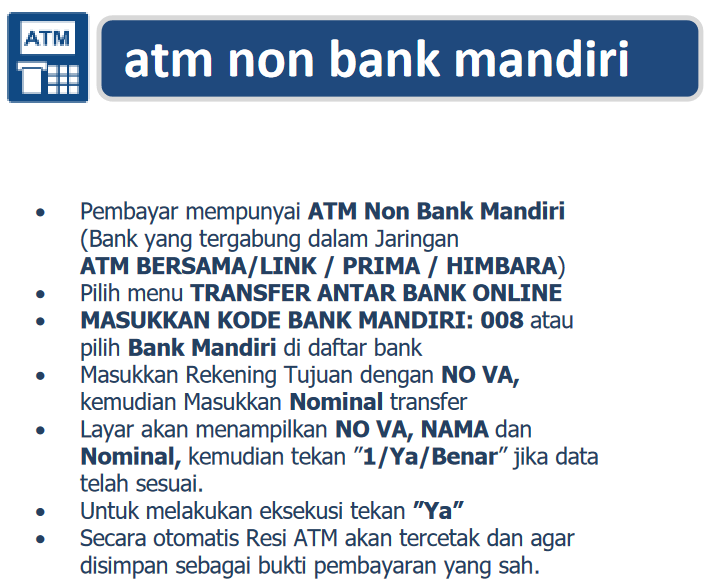 ATM
atm non bank mandiri
• Pembayar mempunyai ATM Non Bank Mandiri
(Bank yang tergabung dalam Jaringan
ATM BERSAMA/LINK / PRIMA / HIMBARA)
• Pilih menu TRANSFER ANTAR BANK ONLINE
• MASUKKAN KODE BANK MANDIRI: 008 atau
pilih Bank Mandiri di daftar bank
• Masukkan Rekening Tujuan dengan NO VA,
kemudian Masukkan Nominal transfer
• Layar akan menampilkan NO VA, NAMA dan
Nominal, kemudian tekan ”1/Ya/Benar” jika data
telah sesuai.
• Untuk melakukan eksekusi tekan ”Ya”
• Secara otomatis Resi ATM akan tercetak dan agar
disimpan sebagai bukti pembayaran yang sah.